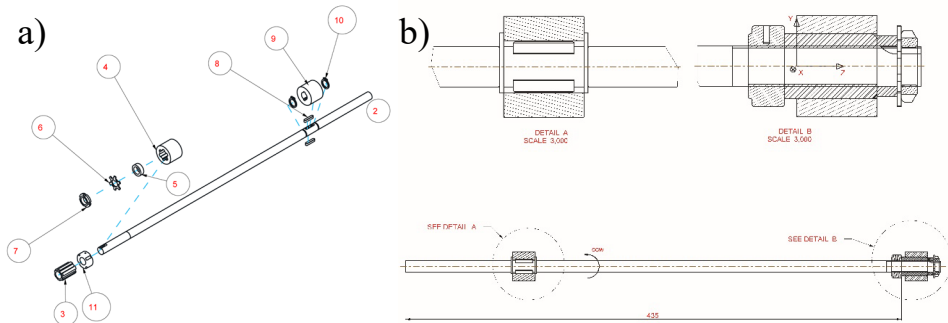 a)
b)
10
9
8
4
2
6
5
7
3
11
Y
X
Z
DETAIL A
SCALE 3,000
DETAIL B
SCALE 3,000
SEE DETAIL A
CCW
SEE DETAIL B
435